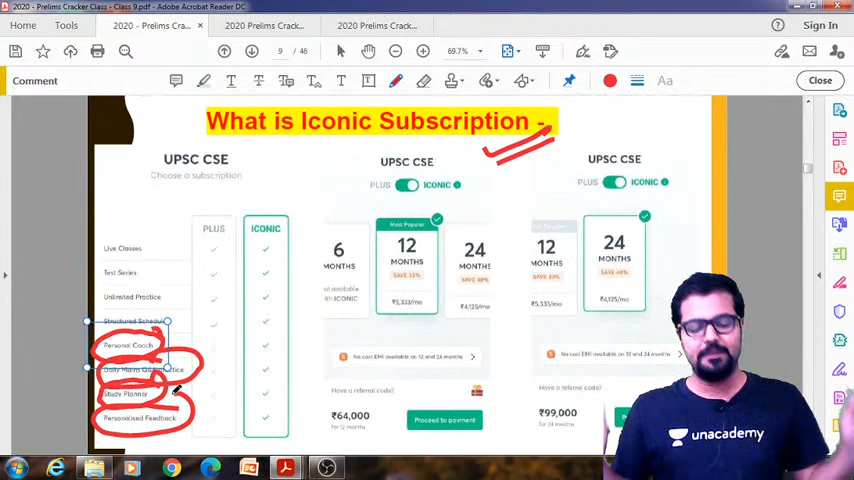 2020 - Prelims Cracker Class - Class 9.pdf - Adobe Acrobat Reader DC
Home Tools 2020 - Prelims Cra... × 2020 - Prelims Crack... 2020 - Prelims Crack... Sign In
9 / 46 69.7%
Comment Close
What is Iconic Subscription -
UPSC CSE
Choose a subscription
PLUS ICONIC
Live Classes
Test Series
Unlimited Practice
Structured Schedule
Personal Coach
Daily Mains Q&A Practice
Study Planner
Personalised Feedback
UPSC CSE
PLUS ICONIC
6
MONTHS
not available
with ICONIC
Most Popular
12
MONTHS
SAVE 33%
₹5,333/mo
24
MONTHS
SAVE 48%
₹4,125/mo
No cost EMI available on 12 and 24 months
Have a referral code?
₹64,000
for 12 months
Proceed to payment
UPSC CSE
PLUS ICONIC
12
MONTHS
SAVE 33%
₹5,333/mo
24
MONTHS
SAVE 48%
₹4,125/mo
No cost EMI available on 12 and 24 months
Have a referral code?
₹99,000
for 24 months
unacademy